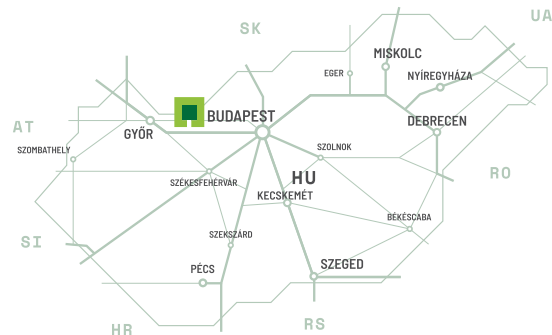 UA
SK
MISKOLC
EGER
NYÍREGYHÁZA
BUDAPEST
DEBRECEN
AT
GYŐR
SZOMBATHELY
SZOLNOK
RO
HU
SZÉKESFEHÉRVÁR
KECSKEMÉT
BÉKÉSCABA
SI
SZEKSZÁRD
PÉCS
SZEGED
RS
HR